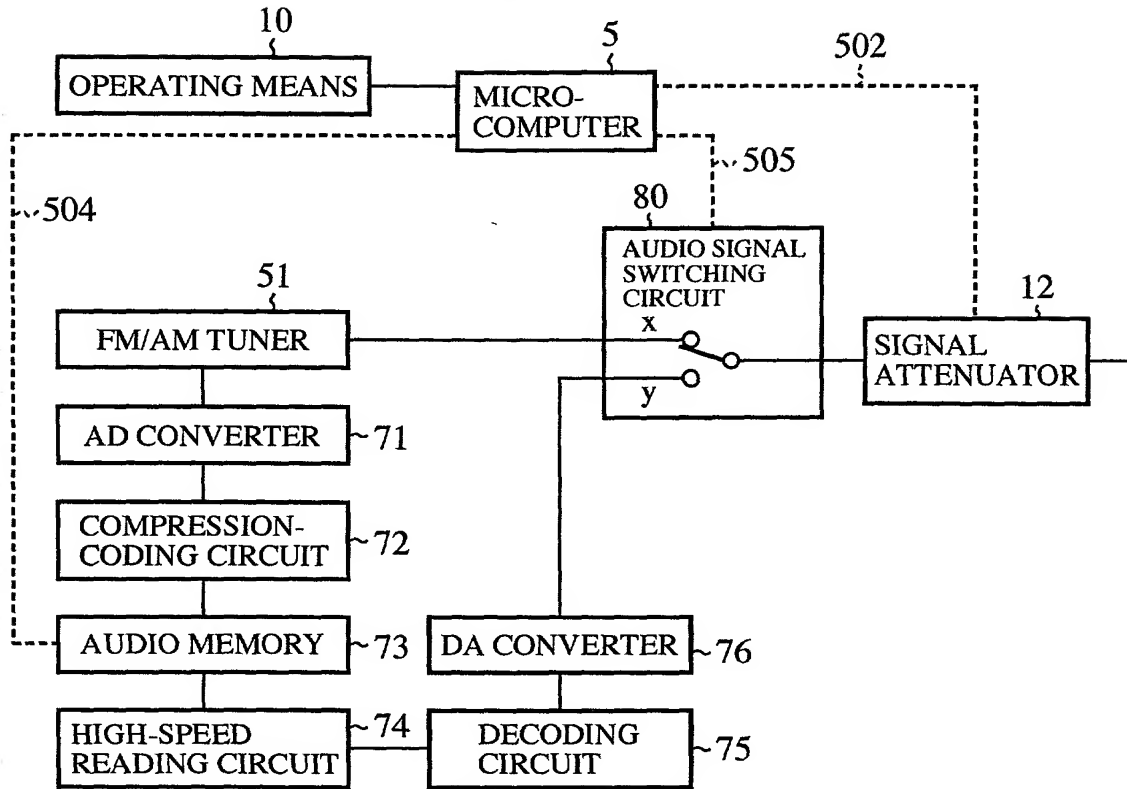 10
5
502
OPERATING MEANS
MICRO-
COMPUTER
505
504
80
AUDIO SIGNAL
SWITCHING
CIRCUIT
51
12
FM/AM TUNER
x
y
SIGNAL
ATTENUATOR
AD CONVERTER
71
COMPRESSION-
CODING CIRCUIT
72
AUDIO MEMORY
73
DA CONVERTER
76
HIGH-SPEED
READING CIRCUIT
74
DECODING
CIRCUIT
75